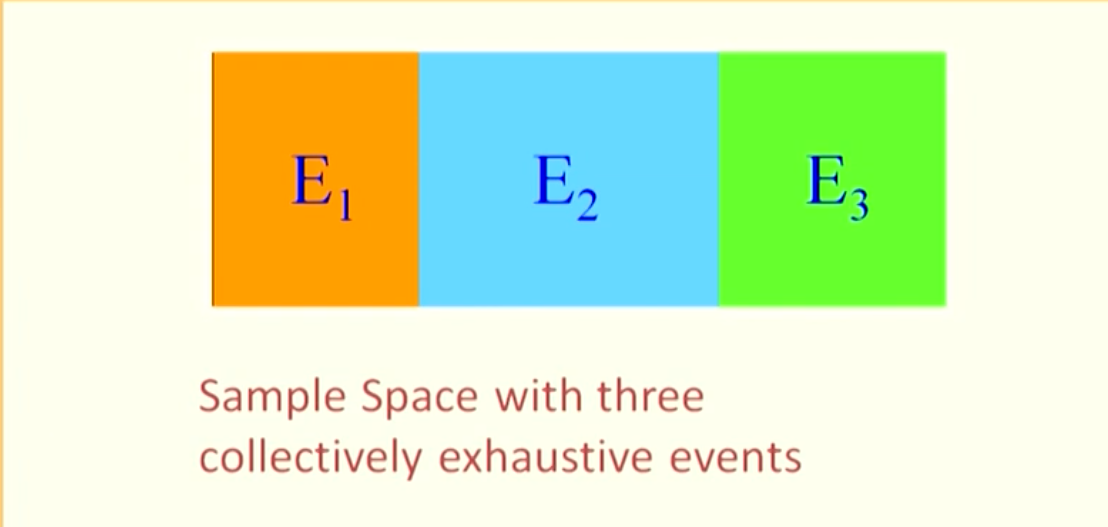 E₁ E₂ E₃
Sample Space with three
collectively exhaustive events